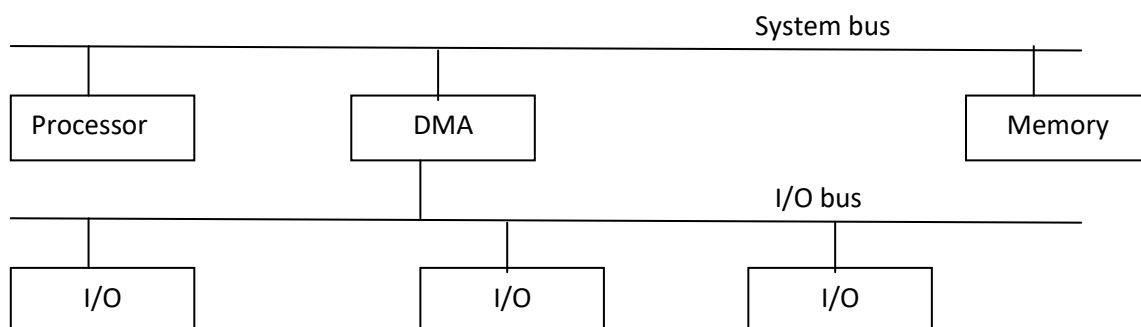 System bus
Processor DMA Memory
I/O bus
I/O I/O I/O